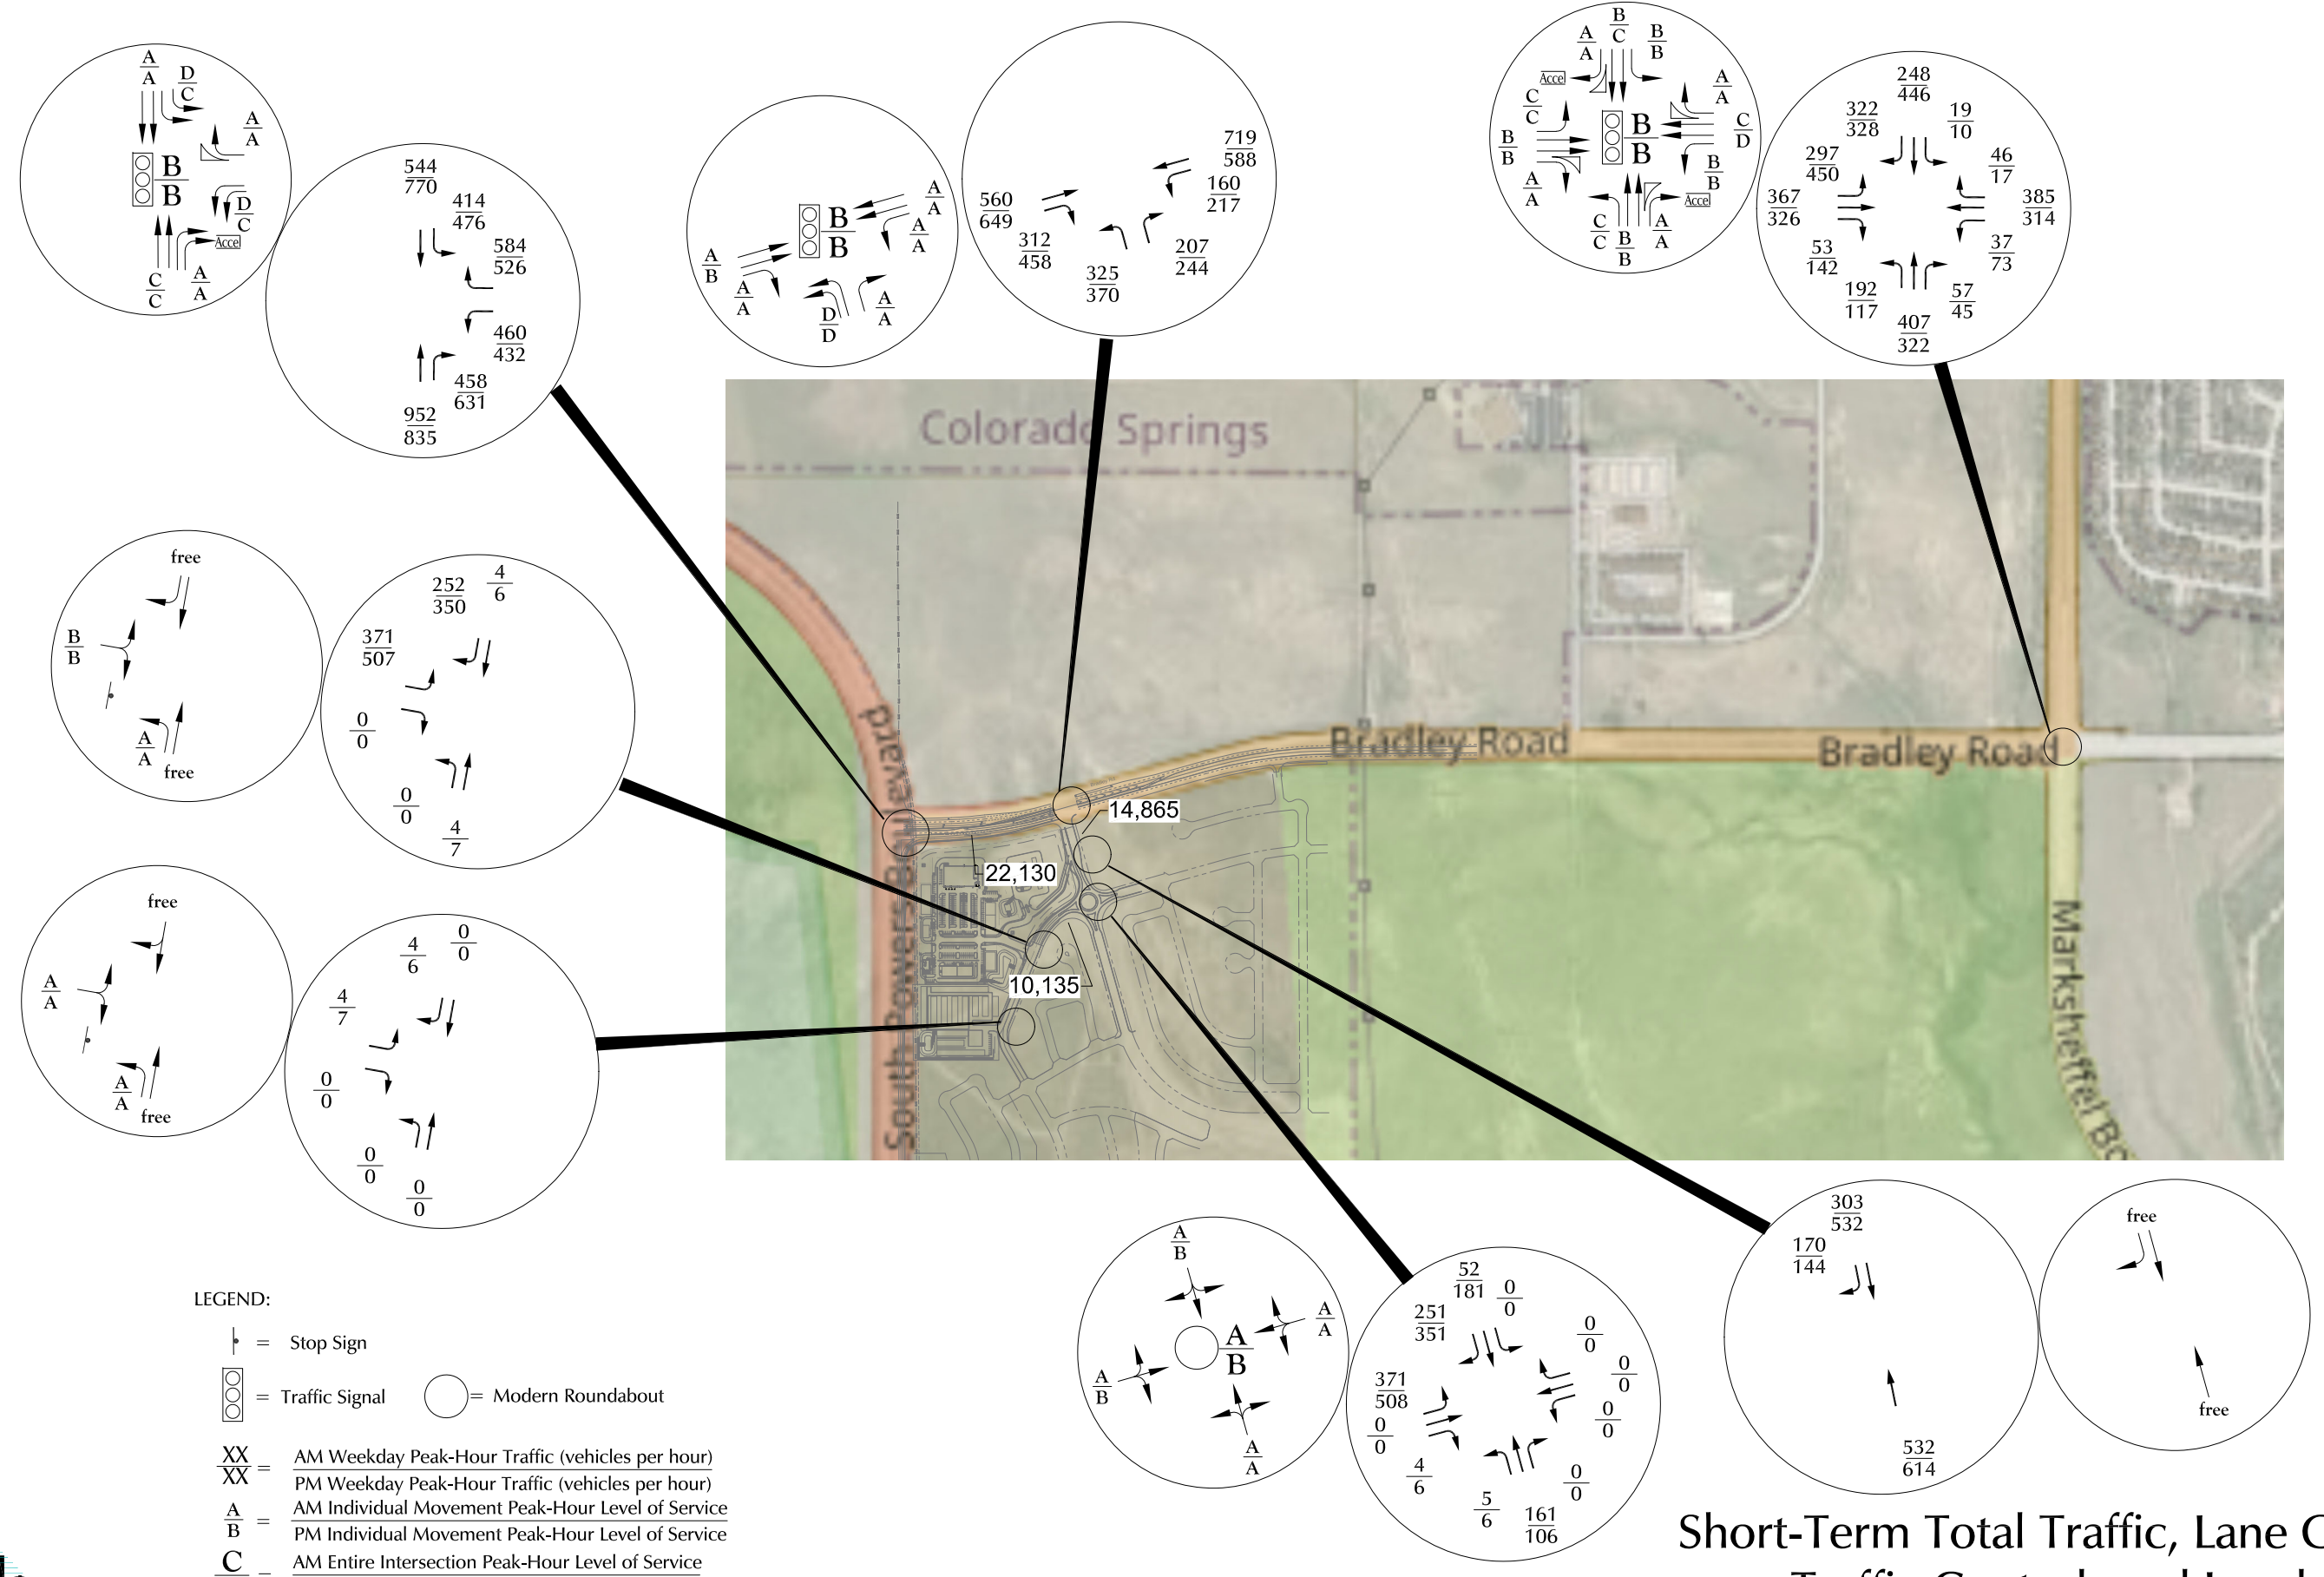 A
A
D
C
A
A
B
B
D
C
Acce
C
C
A
A
544
770
414
476
584
526
460
432
458
631
952
835
A
A
A
A
B
B
A
B
A
A
D
D
A
A
719
588
160
217
560
649
312
458
207
244
325
370
B
C
A
A
B
B
Acce
A
A
C
C
B
B
C
D
B
B
B
B
A
A
Acce
C
C
B
B
A
A
248
446
322
328
19
10
297
450
46
17
367
326
385
314
53
142
37
73
192
117
57
45
407
322
free
B
B
A
A
free
252
350
4
6
371
507
0
0
0
0
4
7
free
A
A
A
A
free
4
6
0
0
4
7
0
0
0
0
0
0
Colorado Springs
Bradley Road
Bradley Road
South Powers Boulevard
Marksheffel Bo
14,865
22,130
10,135
A
B
A
A
A
B
A
B
A
A
52
181
0
0
251
351
0
0
0
0
371
508
0
0
0
0
4
6
0
0
5
6
161
106
303
532
170
144
532
614
free
free
LEGEND:
= Stop Sign
= Traffic Signal
= Modern Roundabout
XX
XX
=
AM Weekday Peak-Hour Traffic (vehicles per hour)
PM Weekday Peak-Hour Traffic (vehicles per hour)
A
B
=
AM Individual Movement Peak-Hour Level of Service
PM Individual Movement Peak-Hour Level of Service
C
=
AM Entire Intersection Peak-Hour Level of Service
Short-Term Total Traffic, Lane C